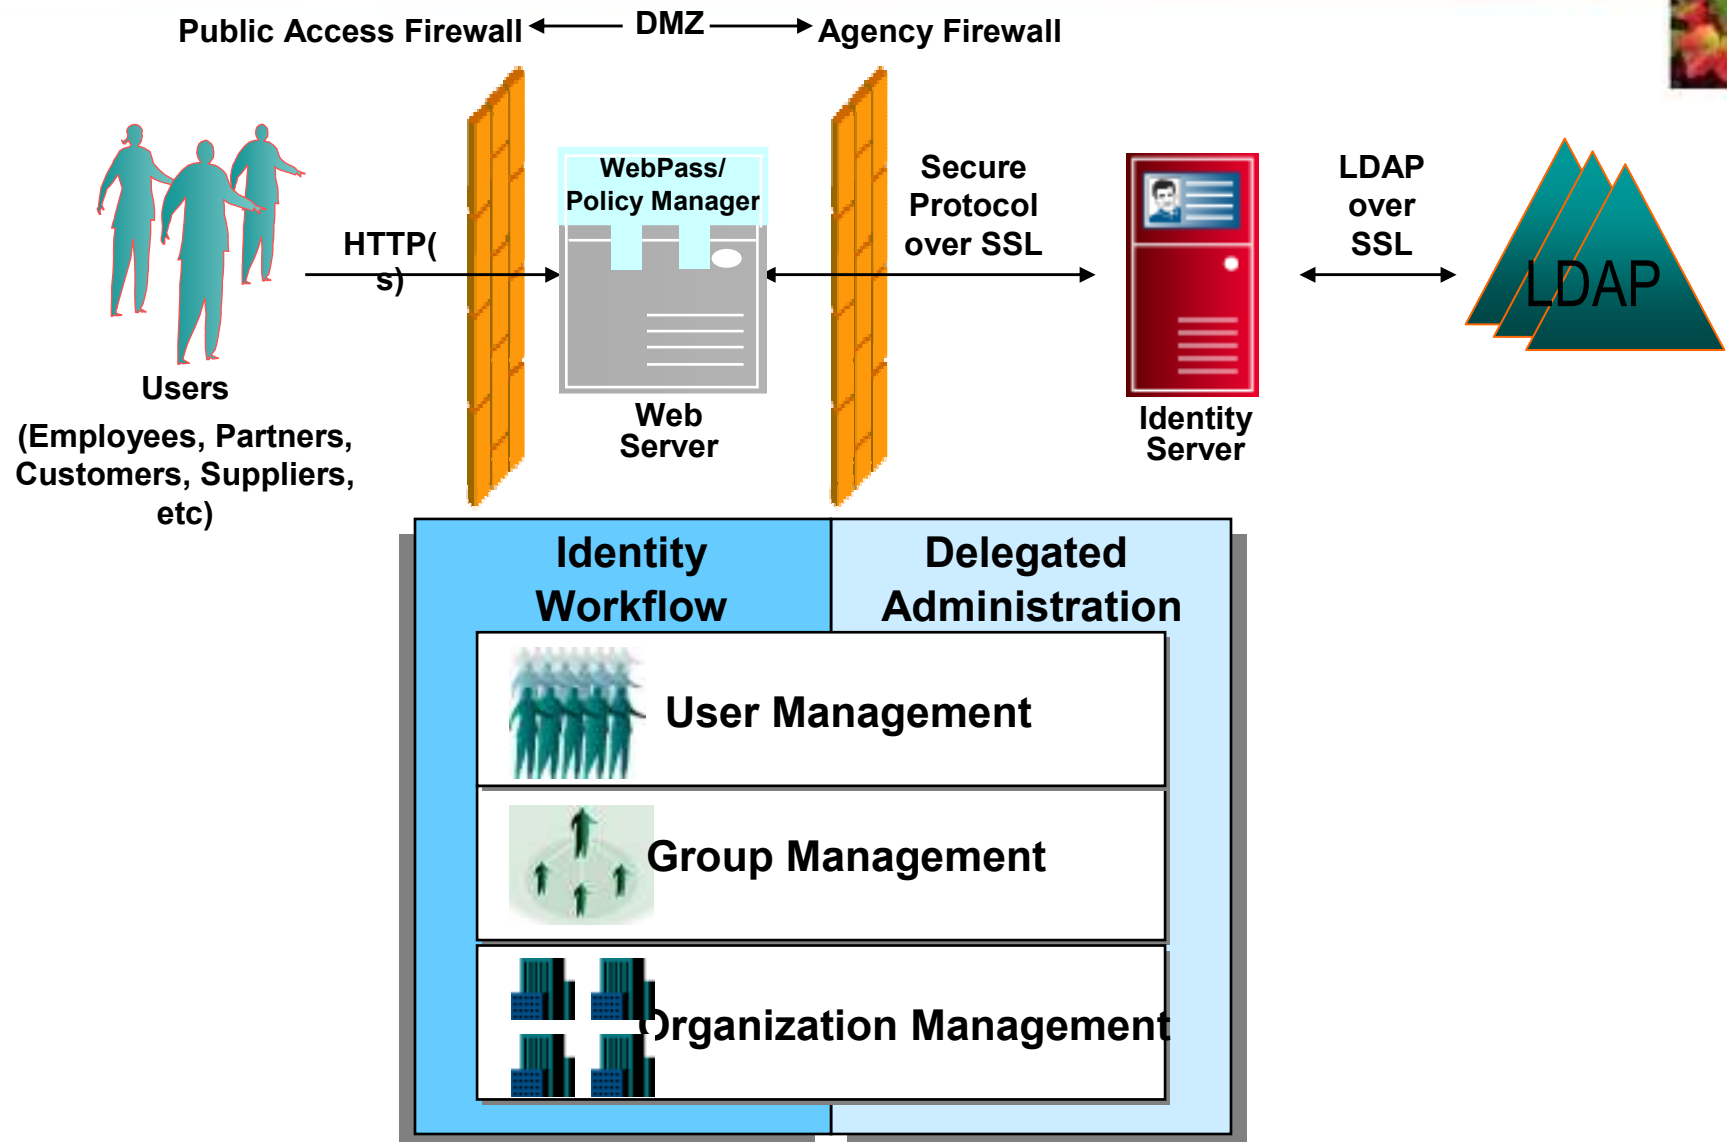 Public Access Firewall
DMZ
Agency Firewall
WebPass/
Policy Manager
Secure
Protocol
over SSL
LDAP
over
SSL
HTTP(
s)
LDAP
Users
(Employees, Partners,
Customers, Suppliers,
etc)
Web
Server
Identity
Server
Identity
Workflow
Delegated
Administration
User Management
Group Management
Organization Management